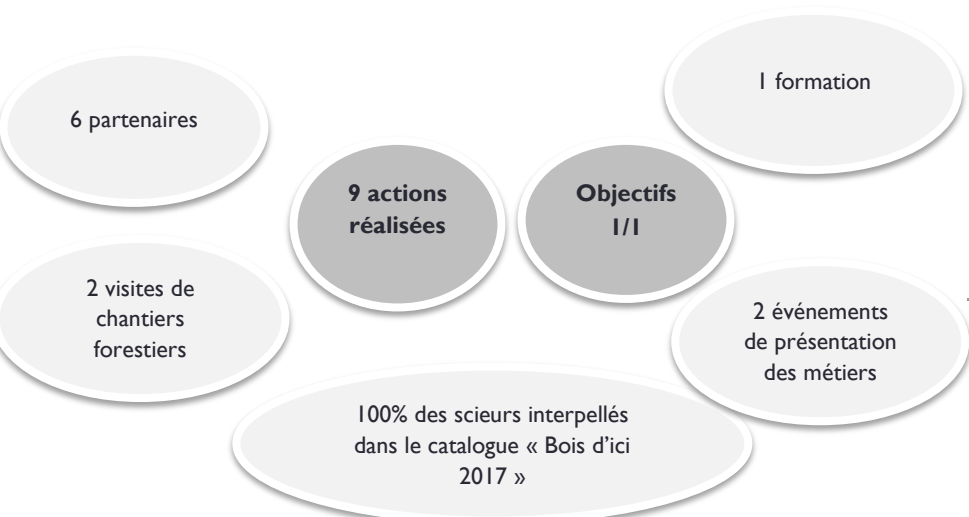 6 partenaires
1 formation
9 actions
réalisées
Objectifs
1/1
2 visites de
chantiers
forestiers
2 événements
de présentation
des métiers
100% des scieurs interpellés
dans le catalogue « Bois d'ici
2017 »